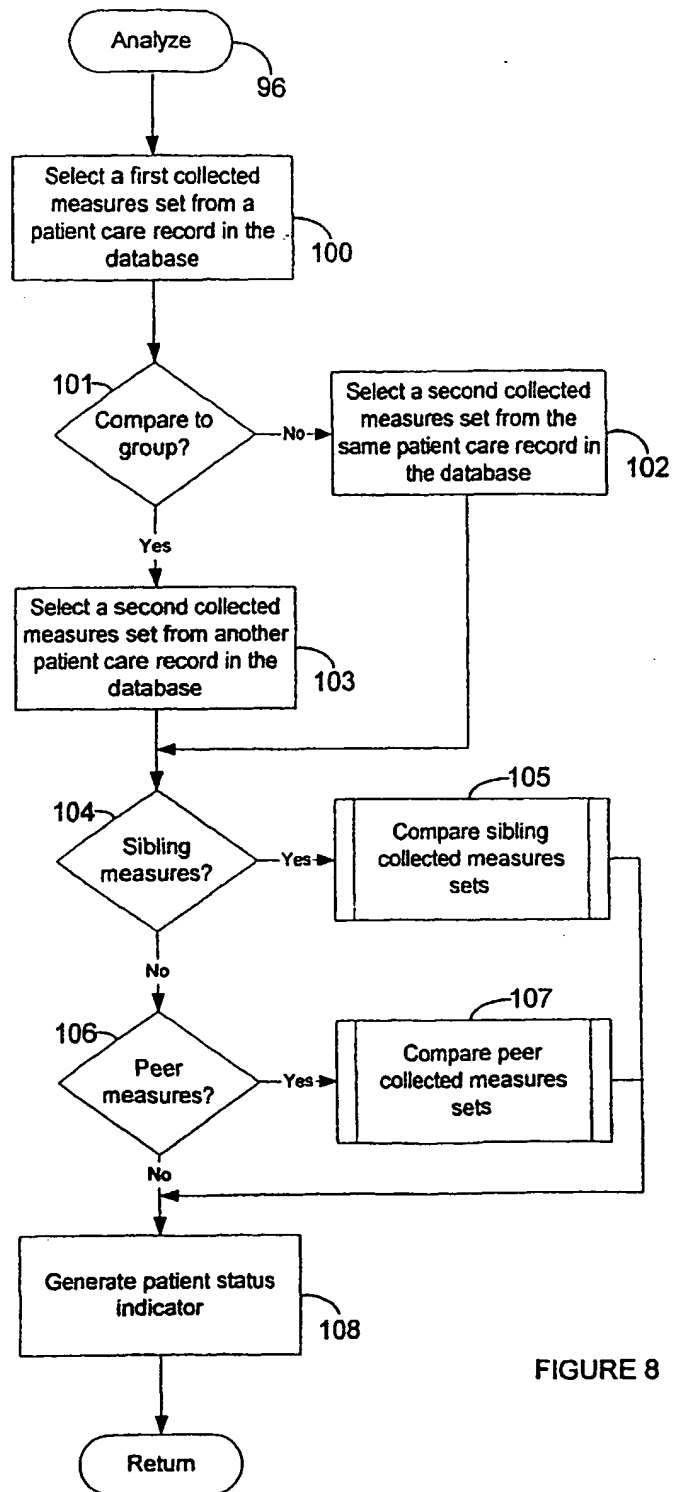 Analyze
96
Select a first collected
measures set from a
patient care record in the
database
100
101
Compare to
group?
No
Select a second collected
measures set from the
same patient care record in
the database
102
Yes
Select a second collected
measures set from another
patient care record in the
database
103
104
Sibling
measures?
Yes
105
Compare sibling
collected measures
sets
No
106
Peer
measures?
Yes
107
Compare peer
collected measures
sets
No
Generate patient status
indicator
108
FIGURE 8
Return